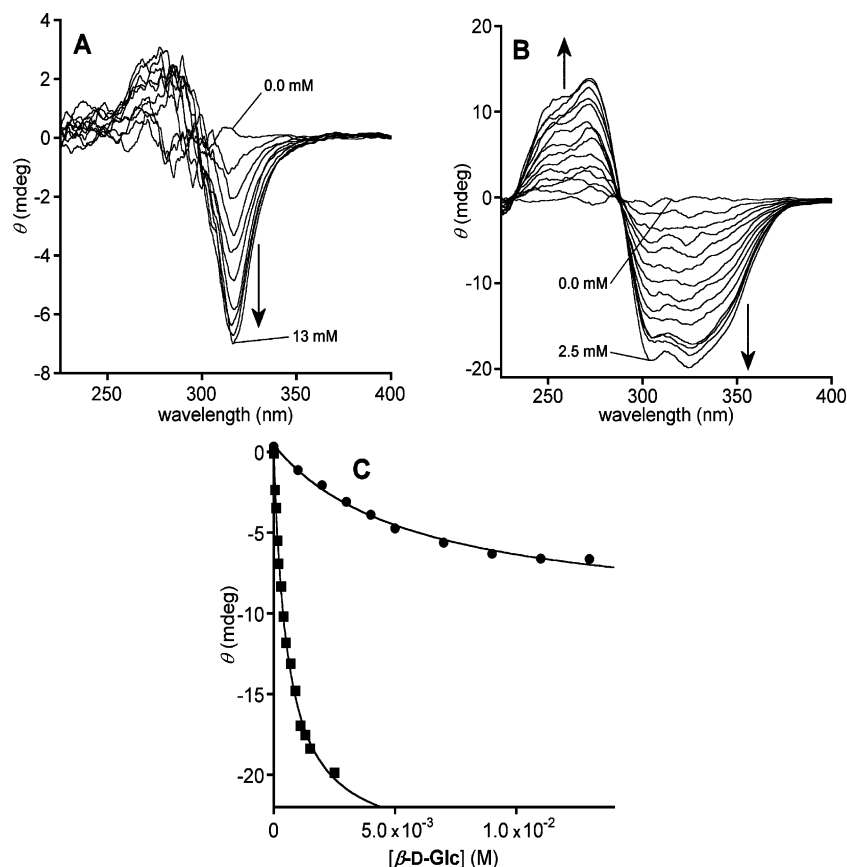 A
4
2
0
-2
-4
-6
-8
θ (mdeg)
0.0 mM
13 mM
250 300 350 400
wavelength (nm)
B
20
10
0
-10
-20
θ (mdeg)
0.0 mM
2.5 mM
250 300 350 400
wavelength (nm)
C
0
-5
-10
-15
-20
θ (mdeg)
0 5.0 x10⁻³ 1.0 x10⁻²
[β-D-Glc] (M)